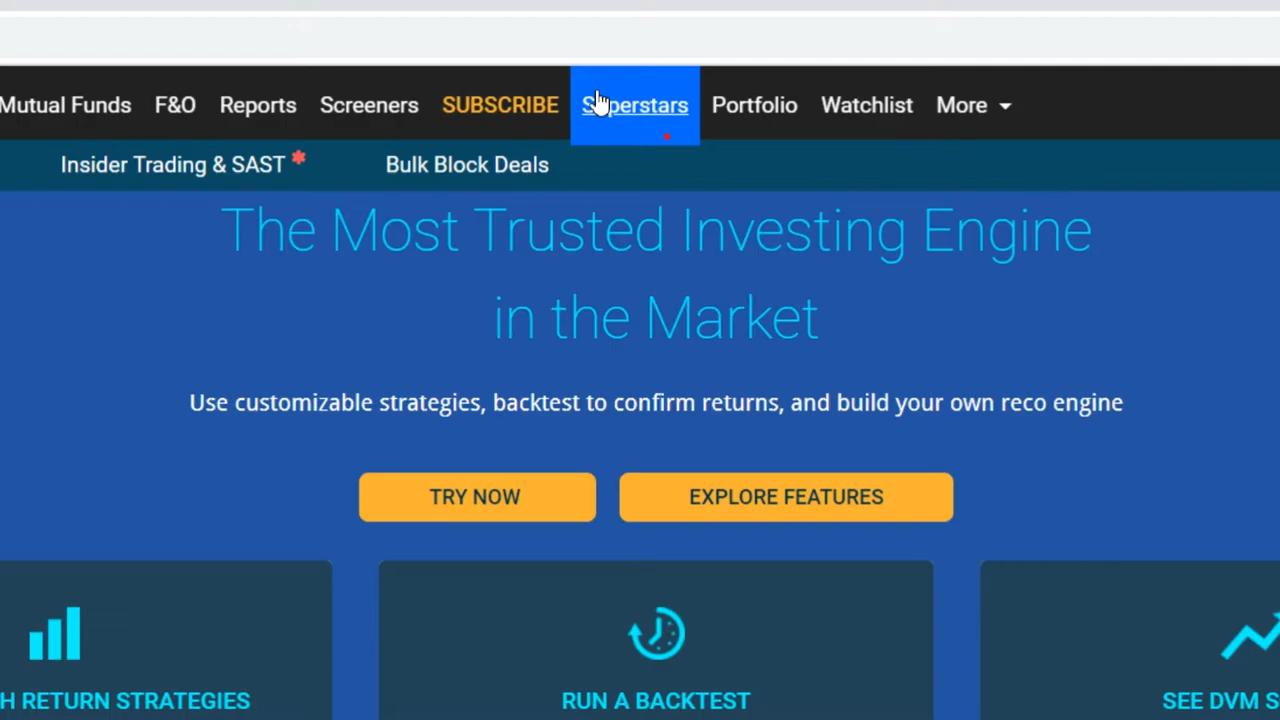 Mutual Funds F&O Reports Screeners SUBSCRIBE Superstars Portfolio Watchlist More
Insider Trading & SAST * Bulk Block Deals
The Most Trusted Investing Engine
in the Market
Use customizable strategies, backtest to confirm returns, and build your own reco engine
TRY NOW EXPLORE FEATURES
H RETURN STRATEGIES RUN A BACKTEST SEE DVM S